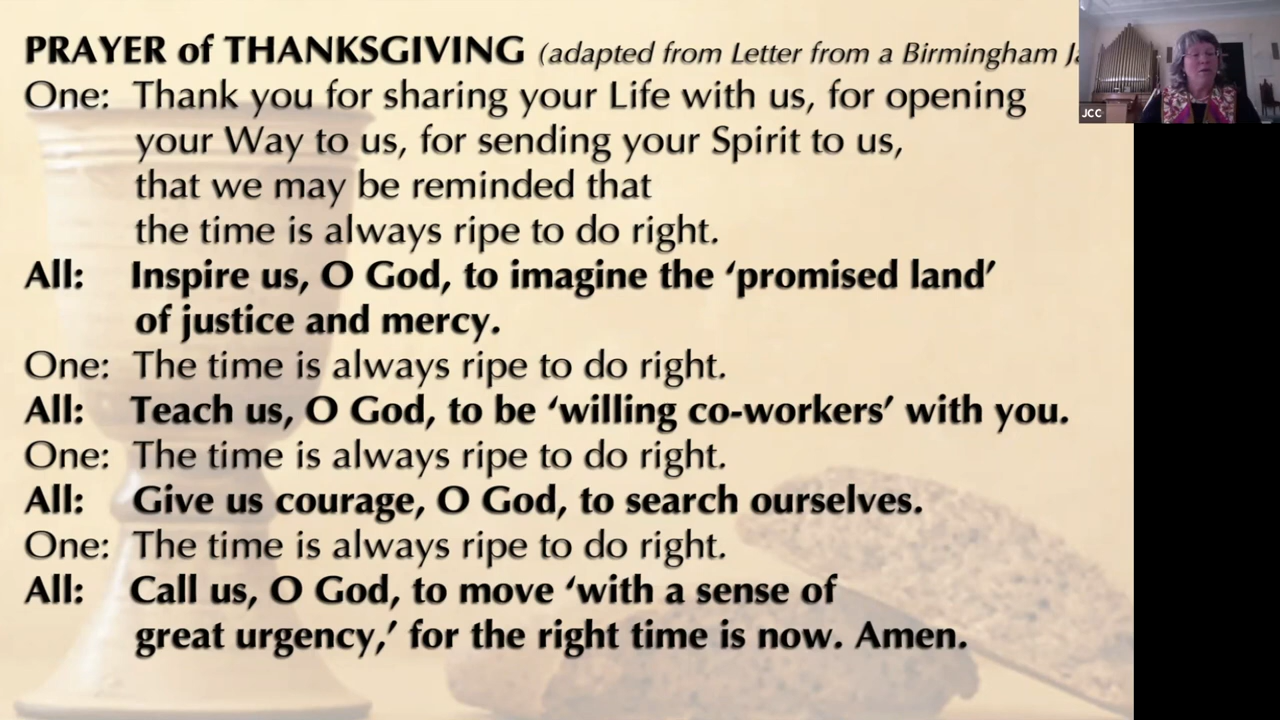 PRAYER of THANKSGIVING (adapted from Letter from a Birmingham
One: Thank you for sharing your Life with us, for opening
your Way to us, for sending your Spirit to us,
that we may be reminded that
the time is always ripe to do right.
All: Inspire us, O God, to imagine the ‘promised land’
of justice and mercy.
One: The time is always ripe to do right.
All: Teach us, O God, to be ‘willing co-workers’ with you.
One: The time is always ripe to do right.
All: Give us courage, O God, to search ourselves.
One: The time is always ripe to do right.
All: Call us, O God, to move ‘with a sense of
great urgency,’ for the right time is now. Amen.
JCC